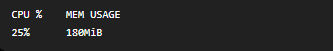 CPU % MEM USAGE
25% 180MiB